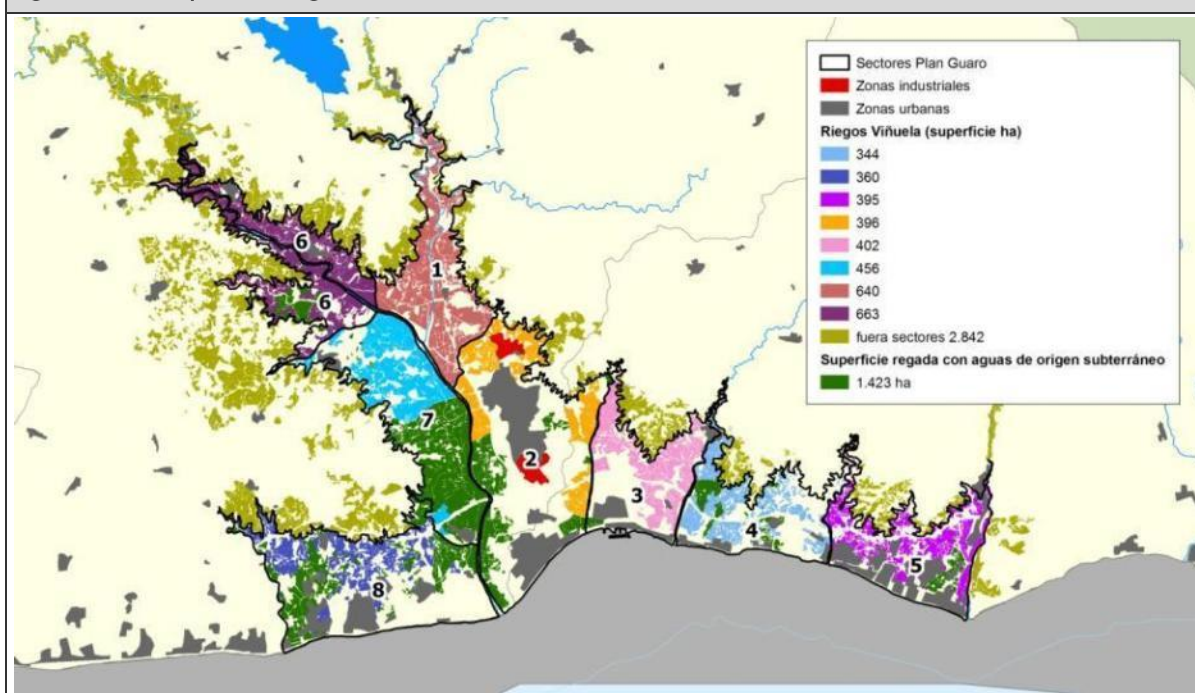 Sectores Plan Guaro
Zonas industriales
Zonas urbanas
Riegos Viñuela (superficie ha)
344
360
395
396
402
456
640
663
fuera sectores 2.842
Superficie regada con aguas de origen subterráneo
1.423 ha
6
1
6
7
2
3
4
5
8